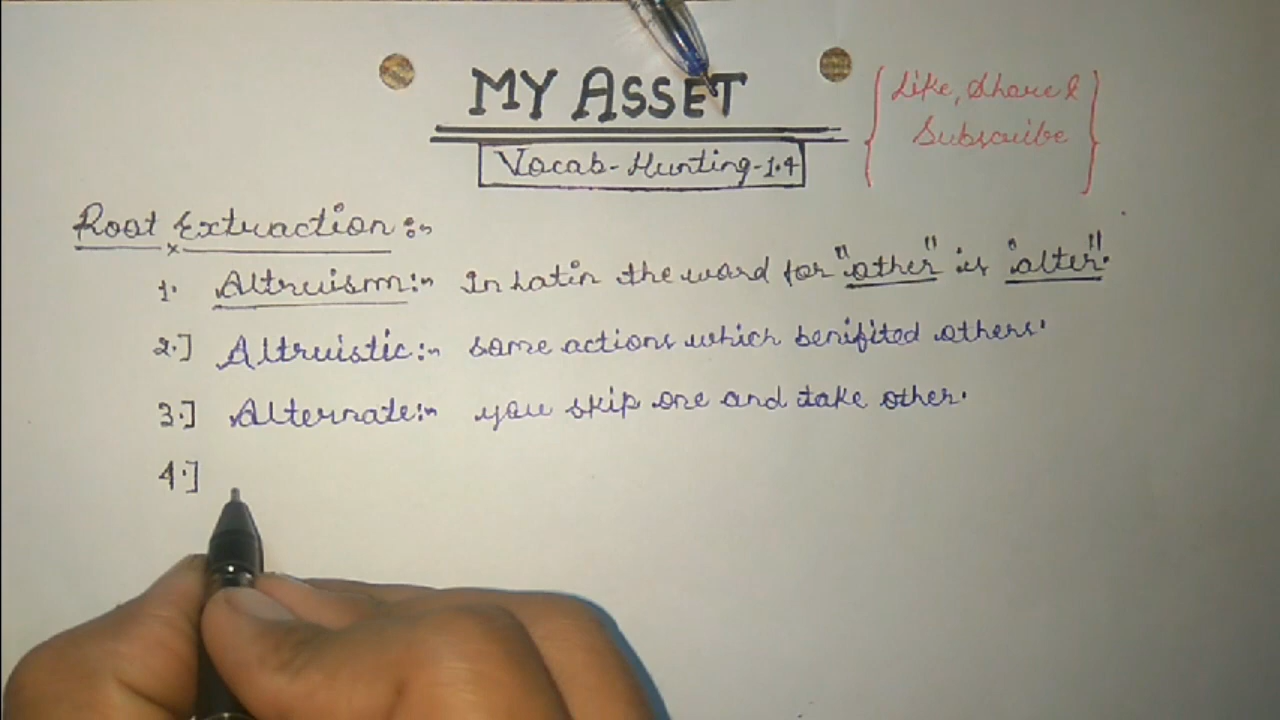 MY ASSET
{Like, Share &
Subscribe}
Vocab-Hunting-1.4
Root Extraction :-
1. Altruism:- In Latin the word for "other" is "alter".
2.] Altruistic:- some actions which benifited others.
3.] Alternate:- you skip one and take other.
4.]